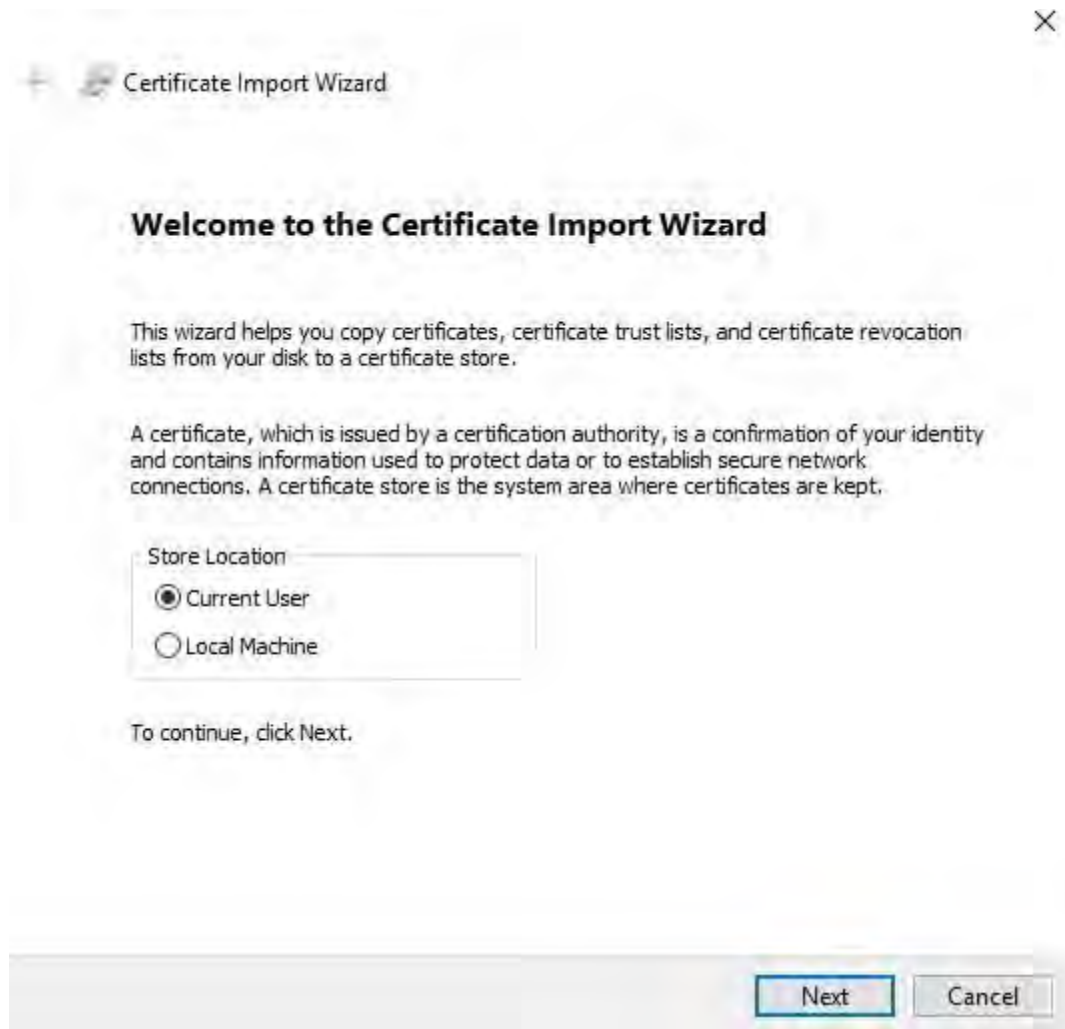 Certificate Import Wizard
Welcome to the Certificate Import Wizard
This wizard helps you copy certificates, certificate trust lists, and certificate revocation
lists from your disk to a certificate store.
A certificate, which is issued by a certification authority, is a confirmation of your identity
and contains information used to protect data or to establish secure network
connections. A certificate store is the system area where certificates are kept.
Store Location
Current User
Local Machine
To continue, click Next.
Next Cancel